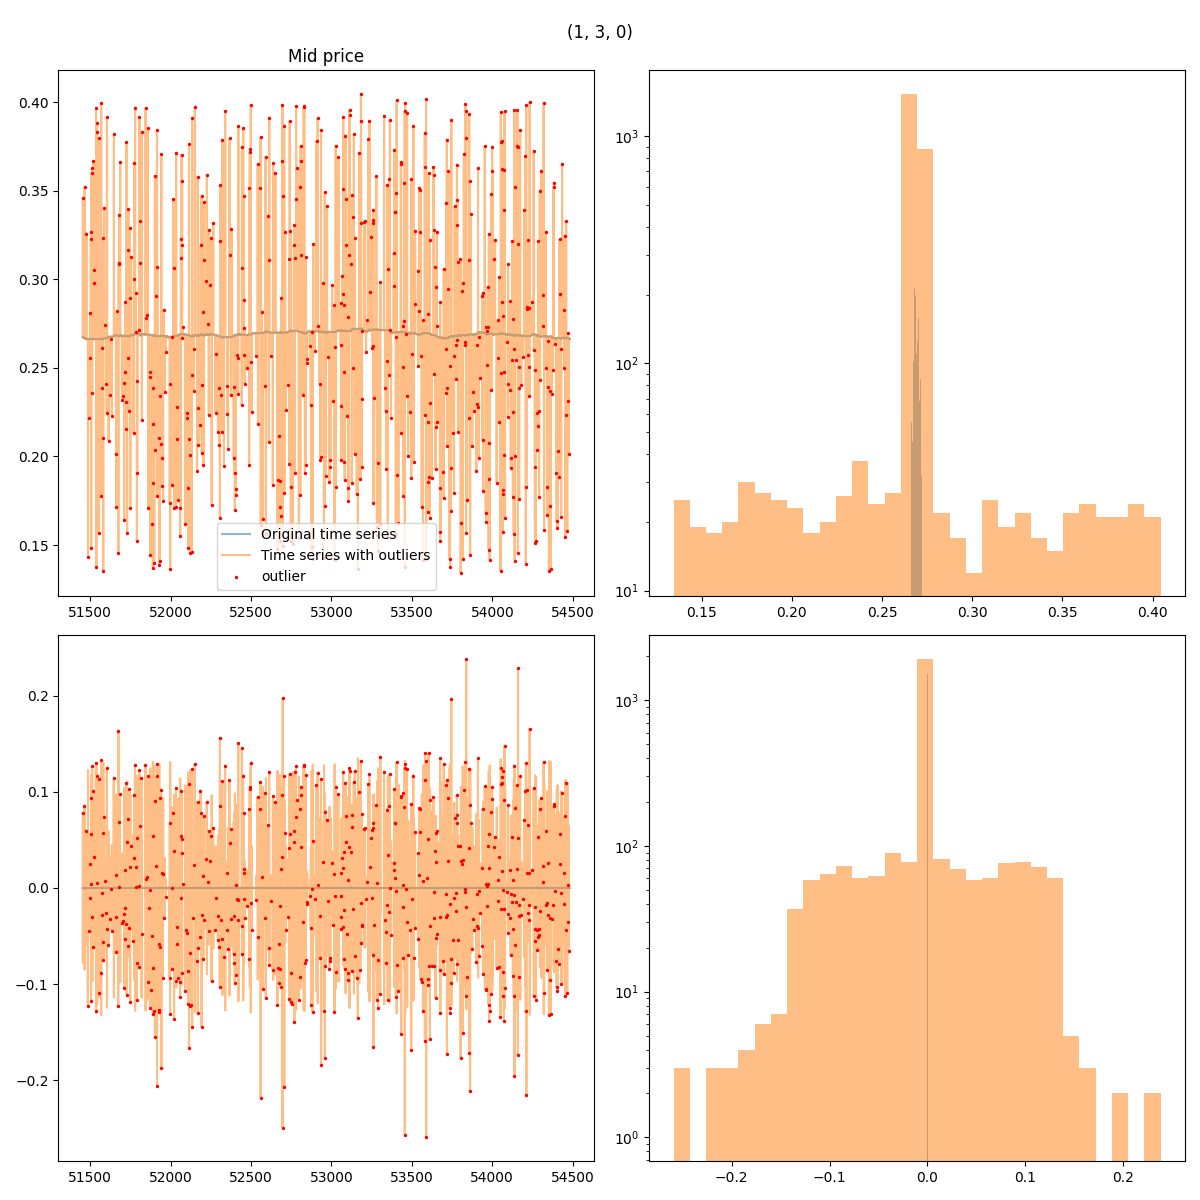 (1, 3, 0)
Mid price
0.40
0.35
0.30
0.25
0.20
0.15
Original time series
Time series with outliers
outlier
51500 52000 52500 53000 53500 54000 54500
10³
10²
10¹
0.15 0.20 0.25 0.30 0.35 0.40
0.2
0.1
0.0
−0.1
−0.2
51500 52000 52500 53000 53500 54000 54500
10³
10²
10¹
10⁰
−0.2 −0.1 0.0 0.1 0.2